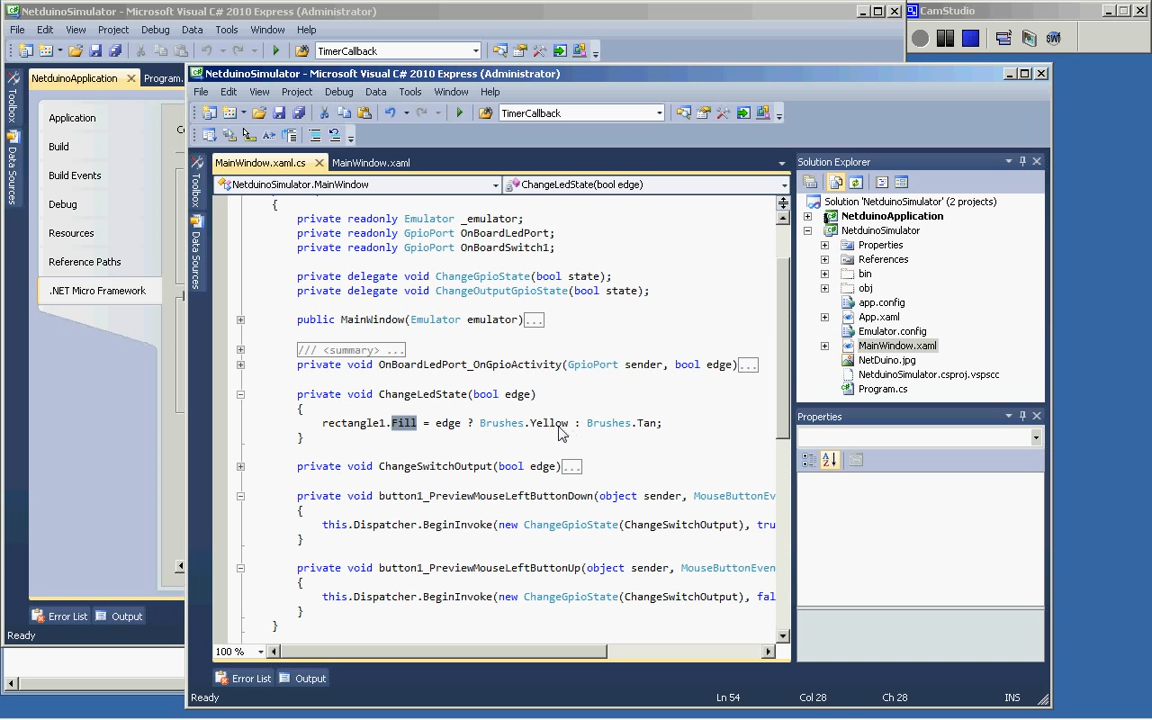 NetduinoSimulator - Microsoft Visual C# 2010 Express (Administrator)
CamStudio
File Edit View Project Debug Data Tools Window Help
TimerCallback
NetduinoApplication
Program.
Toolbox
Data Sources
Application
Build
Build Events
Debug
Resources
Reference Paths
.NET Micro Framework
Error List Output
Ready
NetduinoSimulator - Microsoft Visual C# 2010 Express (Administrator)
File Edit View Project Debug Data Tools Window Help
TimerCallback
Toolbox
Data Sources
MainWindow.xaml.cs MainWindow.xaml
NetduinoSimulator.MainWindow ChangeLedState(bool edge)
{
private readonly Emulator _emulator;
private readonly GpioPort OnBoardLedPort;
private readonly GpioPort OnBoardSwitch1;
private delegate void ChangeGpioState(bool state);
private delegate void ChangeOutputGpioState(bool state);
public MainWindow(Emulator emulator)...
/// <summary> ...
private void OnBoardLedPort_OnGpioActivity(GpioPort sender, bool edge)...
private void ChangeLedState(bool edge)
{
rectangle1.Fill = edge ? Brushes.Yellow : Brushes.Tan;
}
private void ChangeSwitchOutput(bool edge)...
private void button1_PreviewMouseLeftButtonDown(object sender, MouseButtonEv
{
this.Dispatcher.BeginInvoke(new ChangeGpioState(ChangeSwitchOutput), tru
}
private void button1_PreviewMouseLeftButtonUp(object sender, MouseButtonEven
{
this.Dispatcher.BeginInvoke(new ChangeGpioState(ChangeSwitchOutput), fal
}
}
100 %
Error List Output
Ready Ln 54 Col 28 Ch 28 INS
Solution Explorer
Solution 'NetduinoSimulator' (2 projects)
NetduinoApplication
NetduinoSimulator
Properties
References
bin
obj
app.config
App.xaml
Emulator.config
MainWindow.xaml
NetDuino.jpg
NetduinoSimulator.csproj.vspscc
Program.cs
Properties